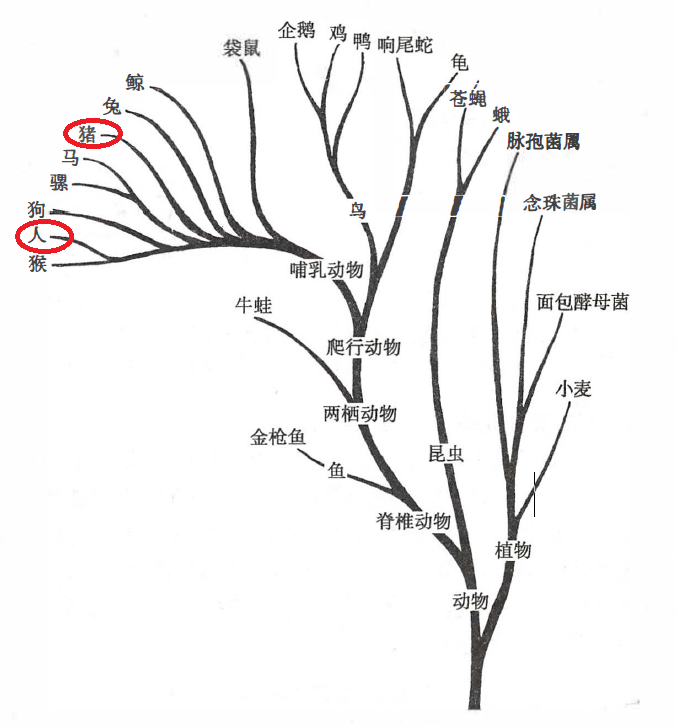 企鹅
鸡
鸭
响尾蛇
袋鼠
龟
鲸
苍蝇
兔
蛾
猪
脉孢菌属
马
骡
念珠菌属
狗
鸟
人
猴
哺乳动物
牛蛙
面包酵母菌
爬行动物
小麦
两栖动物
金枪鱼
鱼
昆虫
脊椎动物
植物
动物